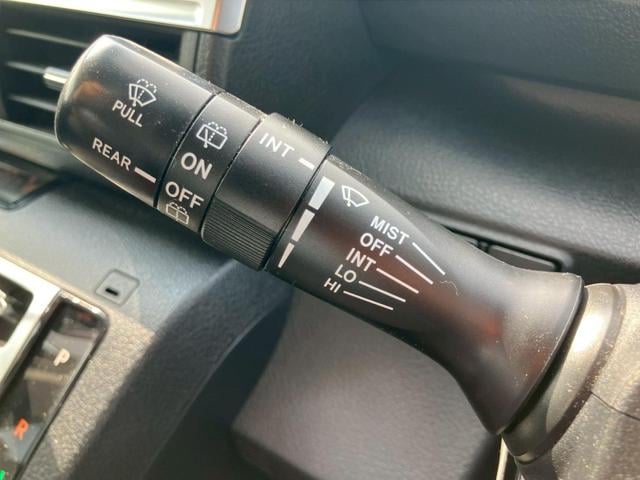 PULL
REAR
ON
OFF
INT
MIST
OFF
INT
LO
HI
P
R